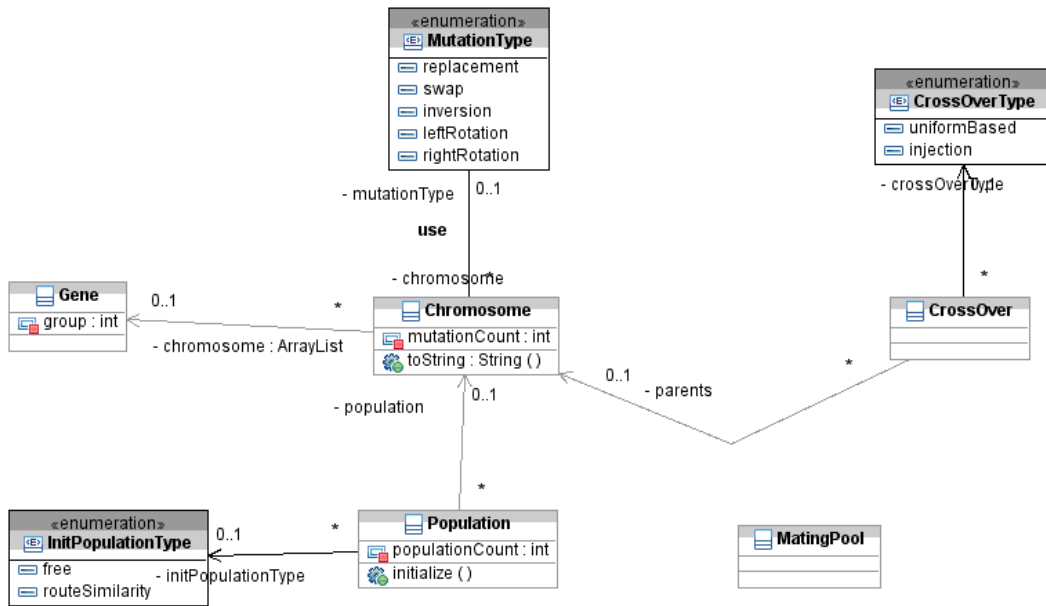 «enumeration»
MutationType
replacement
swap
inversion
leftRotation
rightRotation
- mutationType
0..1
use
- chromosome
*
«enumeration»
CrossOverType
uniformBased
injection
- crossOverType
0..1
*
CrossOver
Gene
group : int
0..1
*
- chromosome : ArrayList
Chromosome
mutationCount : int
toString : String ( )
0..1
- parents
*
- population
0..1
*
«enumeration»
InitPopulationType
free
routeSimilarity
0..1
*
- initPopulationType
Population
populationCount : int
initialize ( )
MatingPool